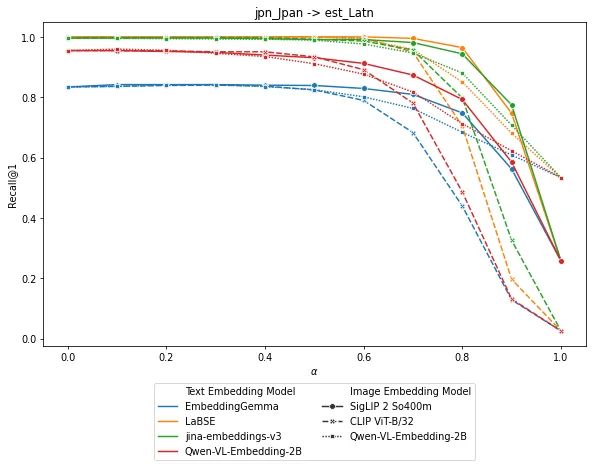 jpn_Jpan -> est_Latn
Recall@1
1.0
0.8
0.6
0.4
0.2
0.0
0.0 0.2 0.4 0.6 0.8 1.0
α
Text Embedding Model Image Embedding Model
EmbeddingGemma SigLIP 2 So400m
LaBSE CLIP ViT-B/32
jina-embeddings-v3 Qwen-VL-Embedding-2B
Qwen-VL-Embedding-2B